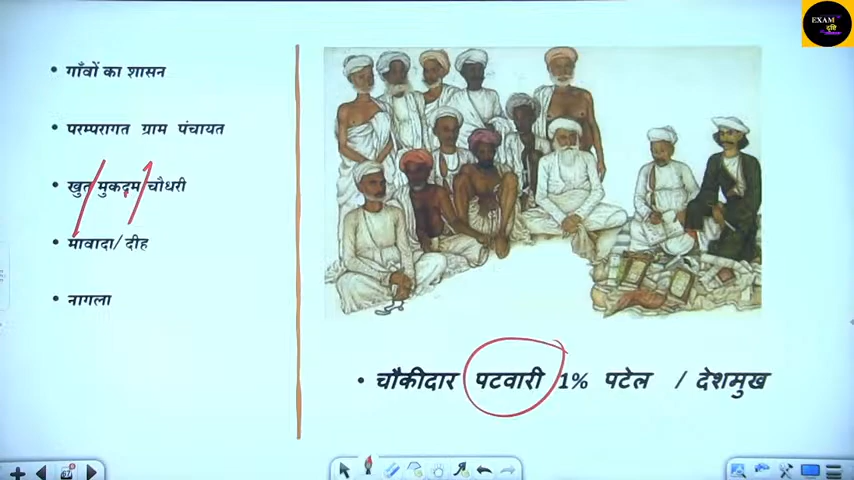 EXAM
दृष्टि
• गाँवों का शासन
• परम्परागत ग्राम पंचायत
• खुत मुकद्दम चौधरी
• मावादा/ दीह
• नागला
• चौकीदार पटवारी 1% पटेल / देशमुख